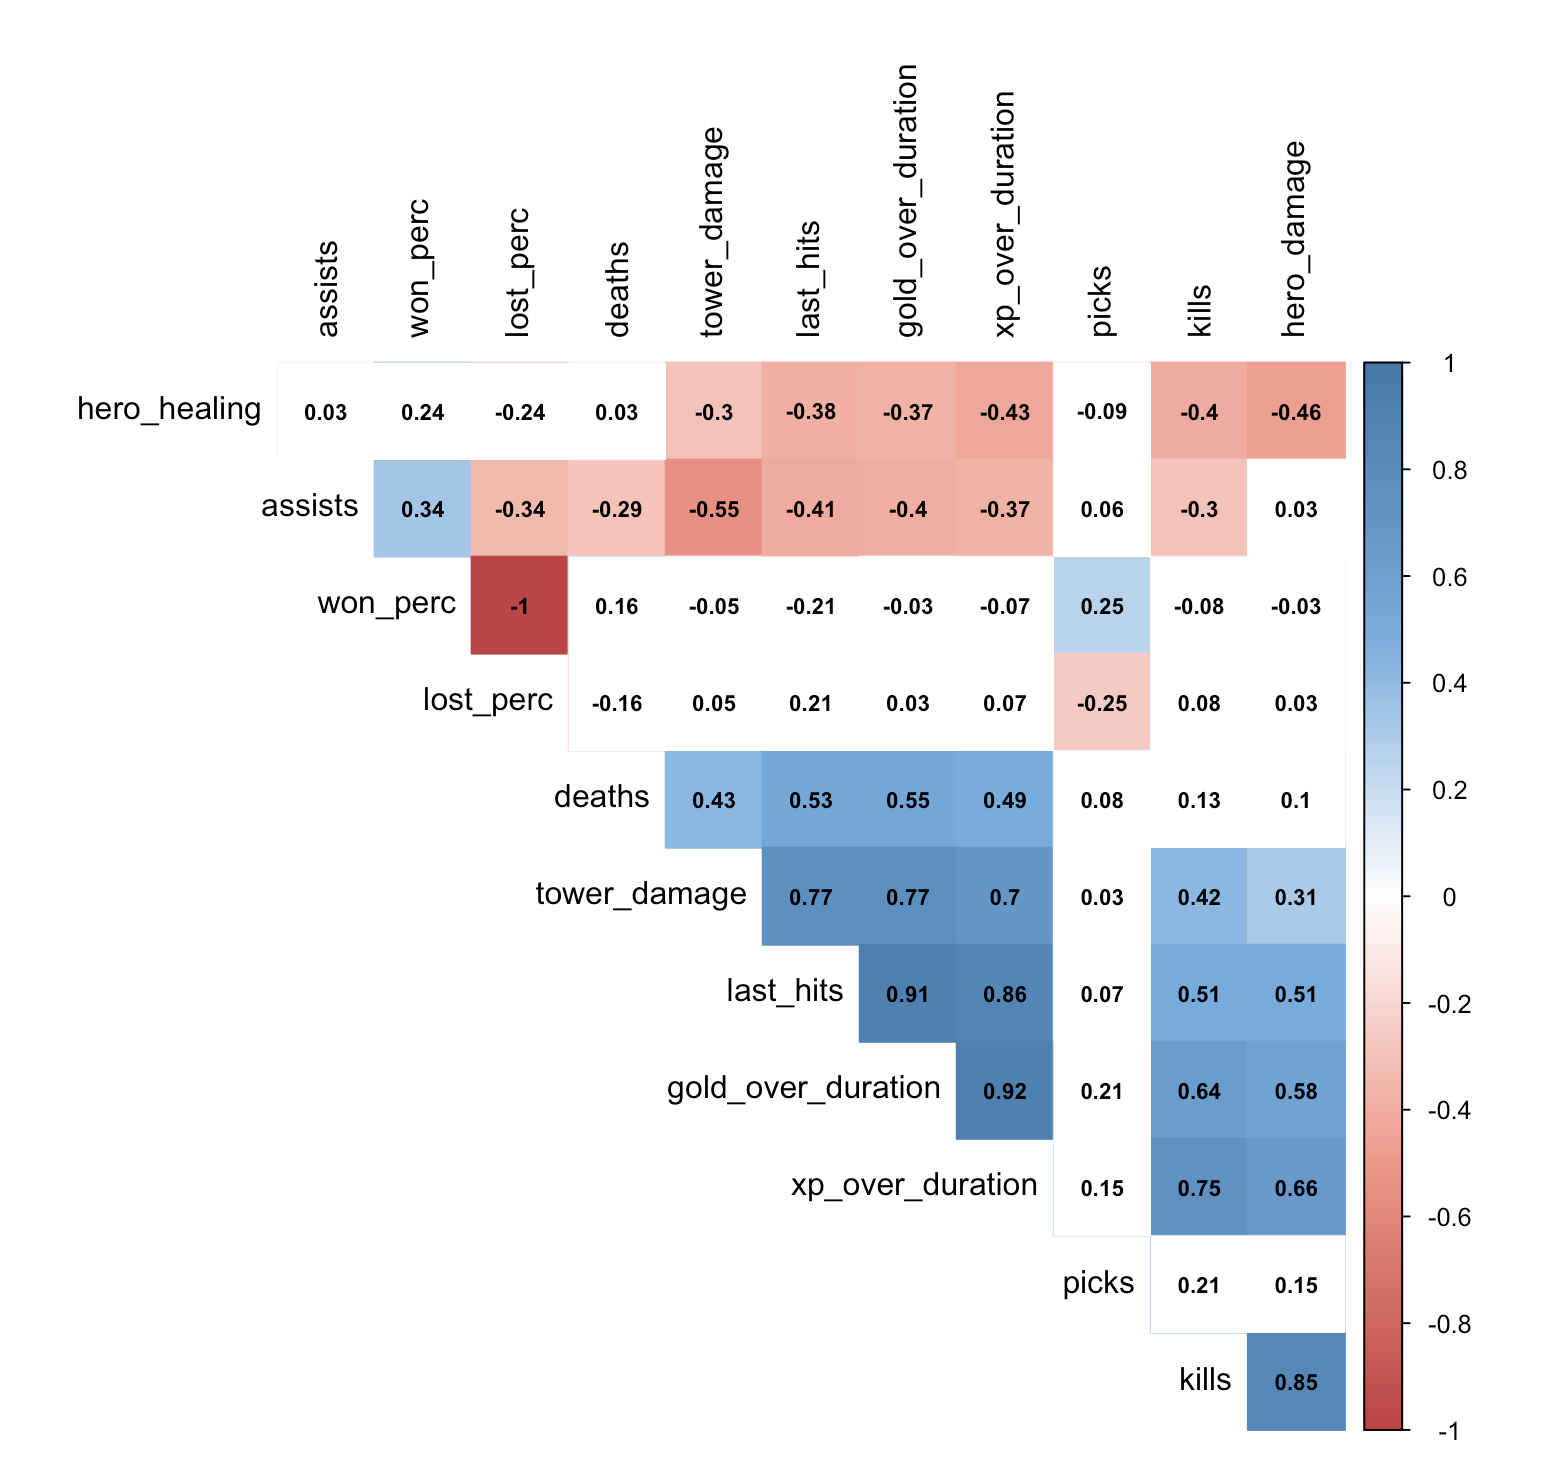 assists won_perc lost_perc deaths tower_damage last_hits gold_over_duration xp_over_duration picks kills hero_damage
hero_healing 0.03 0.24 -0.24 0.03 -0.3 -0.38 -0.37 -0.43 -0.09 -0.4 -0.46
assists 0.34 -0.34 -0.29 -0.55 -0.41 -0.4 -0.37 0.06 -0.3 0.03
won_perc -1 0.16 -0.05 -0.21 -0.03 -0.07 0.25 -0.08 -0.03
lost_perc -0.16 0.05 0.21 0.03 0.07 -0.25 0.08 0.03
deaths 0.43 0.53 0.55 0.49 0.08 0.13 0.1
tower_damage 0.77 0.77 0.7 0.03 0.42 0.31
last_hits 0.91 0.86 0.07 0.51 0.51
gold_over_duration 0.92 0.21 0.64 0.58
xp_over_duration 0.15 0.75 0.66
picks 0.21 0.15
kills 0.85
1
0.8
0.6
0.4
0.2
0
-0.2
-0.4
-0.6
-0.8
-1